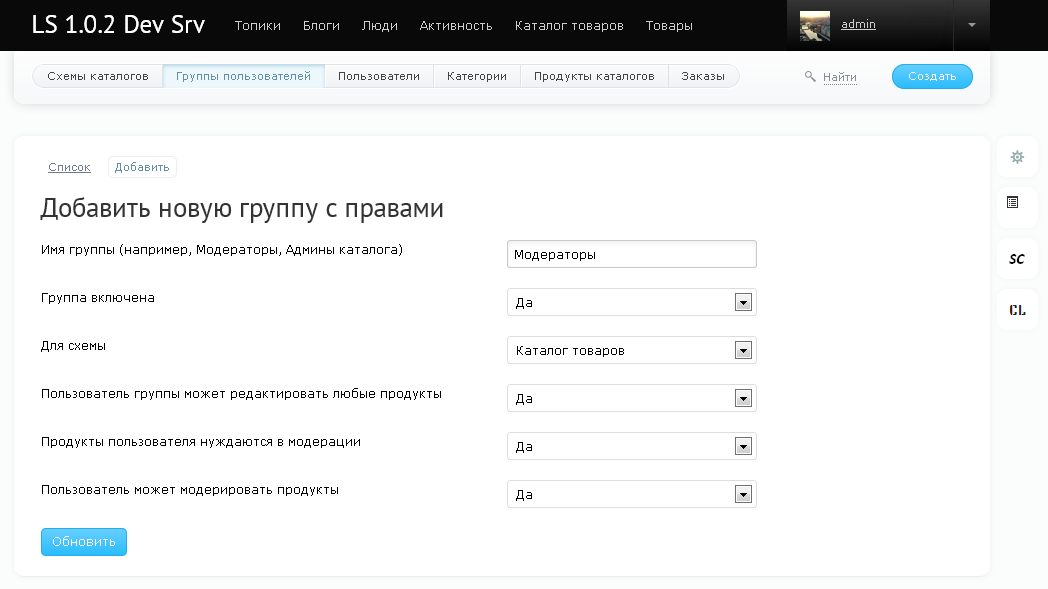 LS 1.0.2 Dev Srv Топики Блоги Люди Активность Каталог товаров Товары admin
Схемы каталогов Группы пользователей Пользователи Категории Продукты каталогов Заказы Найти Создать
Список Добавить
Добавить новую группу с правами
Имя группы (например, Модераторы, Админы каталога) Модераторы
Группа включена Да
Для схемы Каталог товаров
Пользователь группы может редактировать любые продукты Да
Продукты пользователя нуждаются в модерации Да
Пользователь может модерировать продукты Да
Обновить
SC
CL